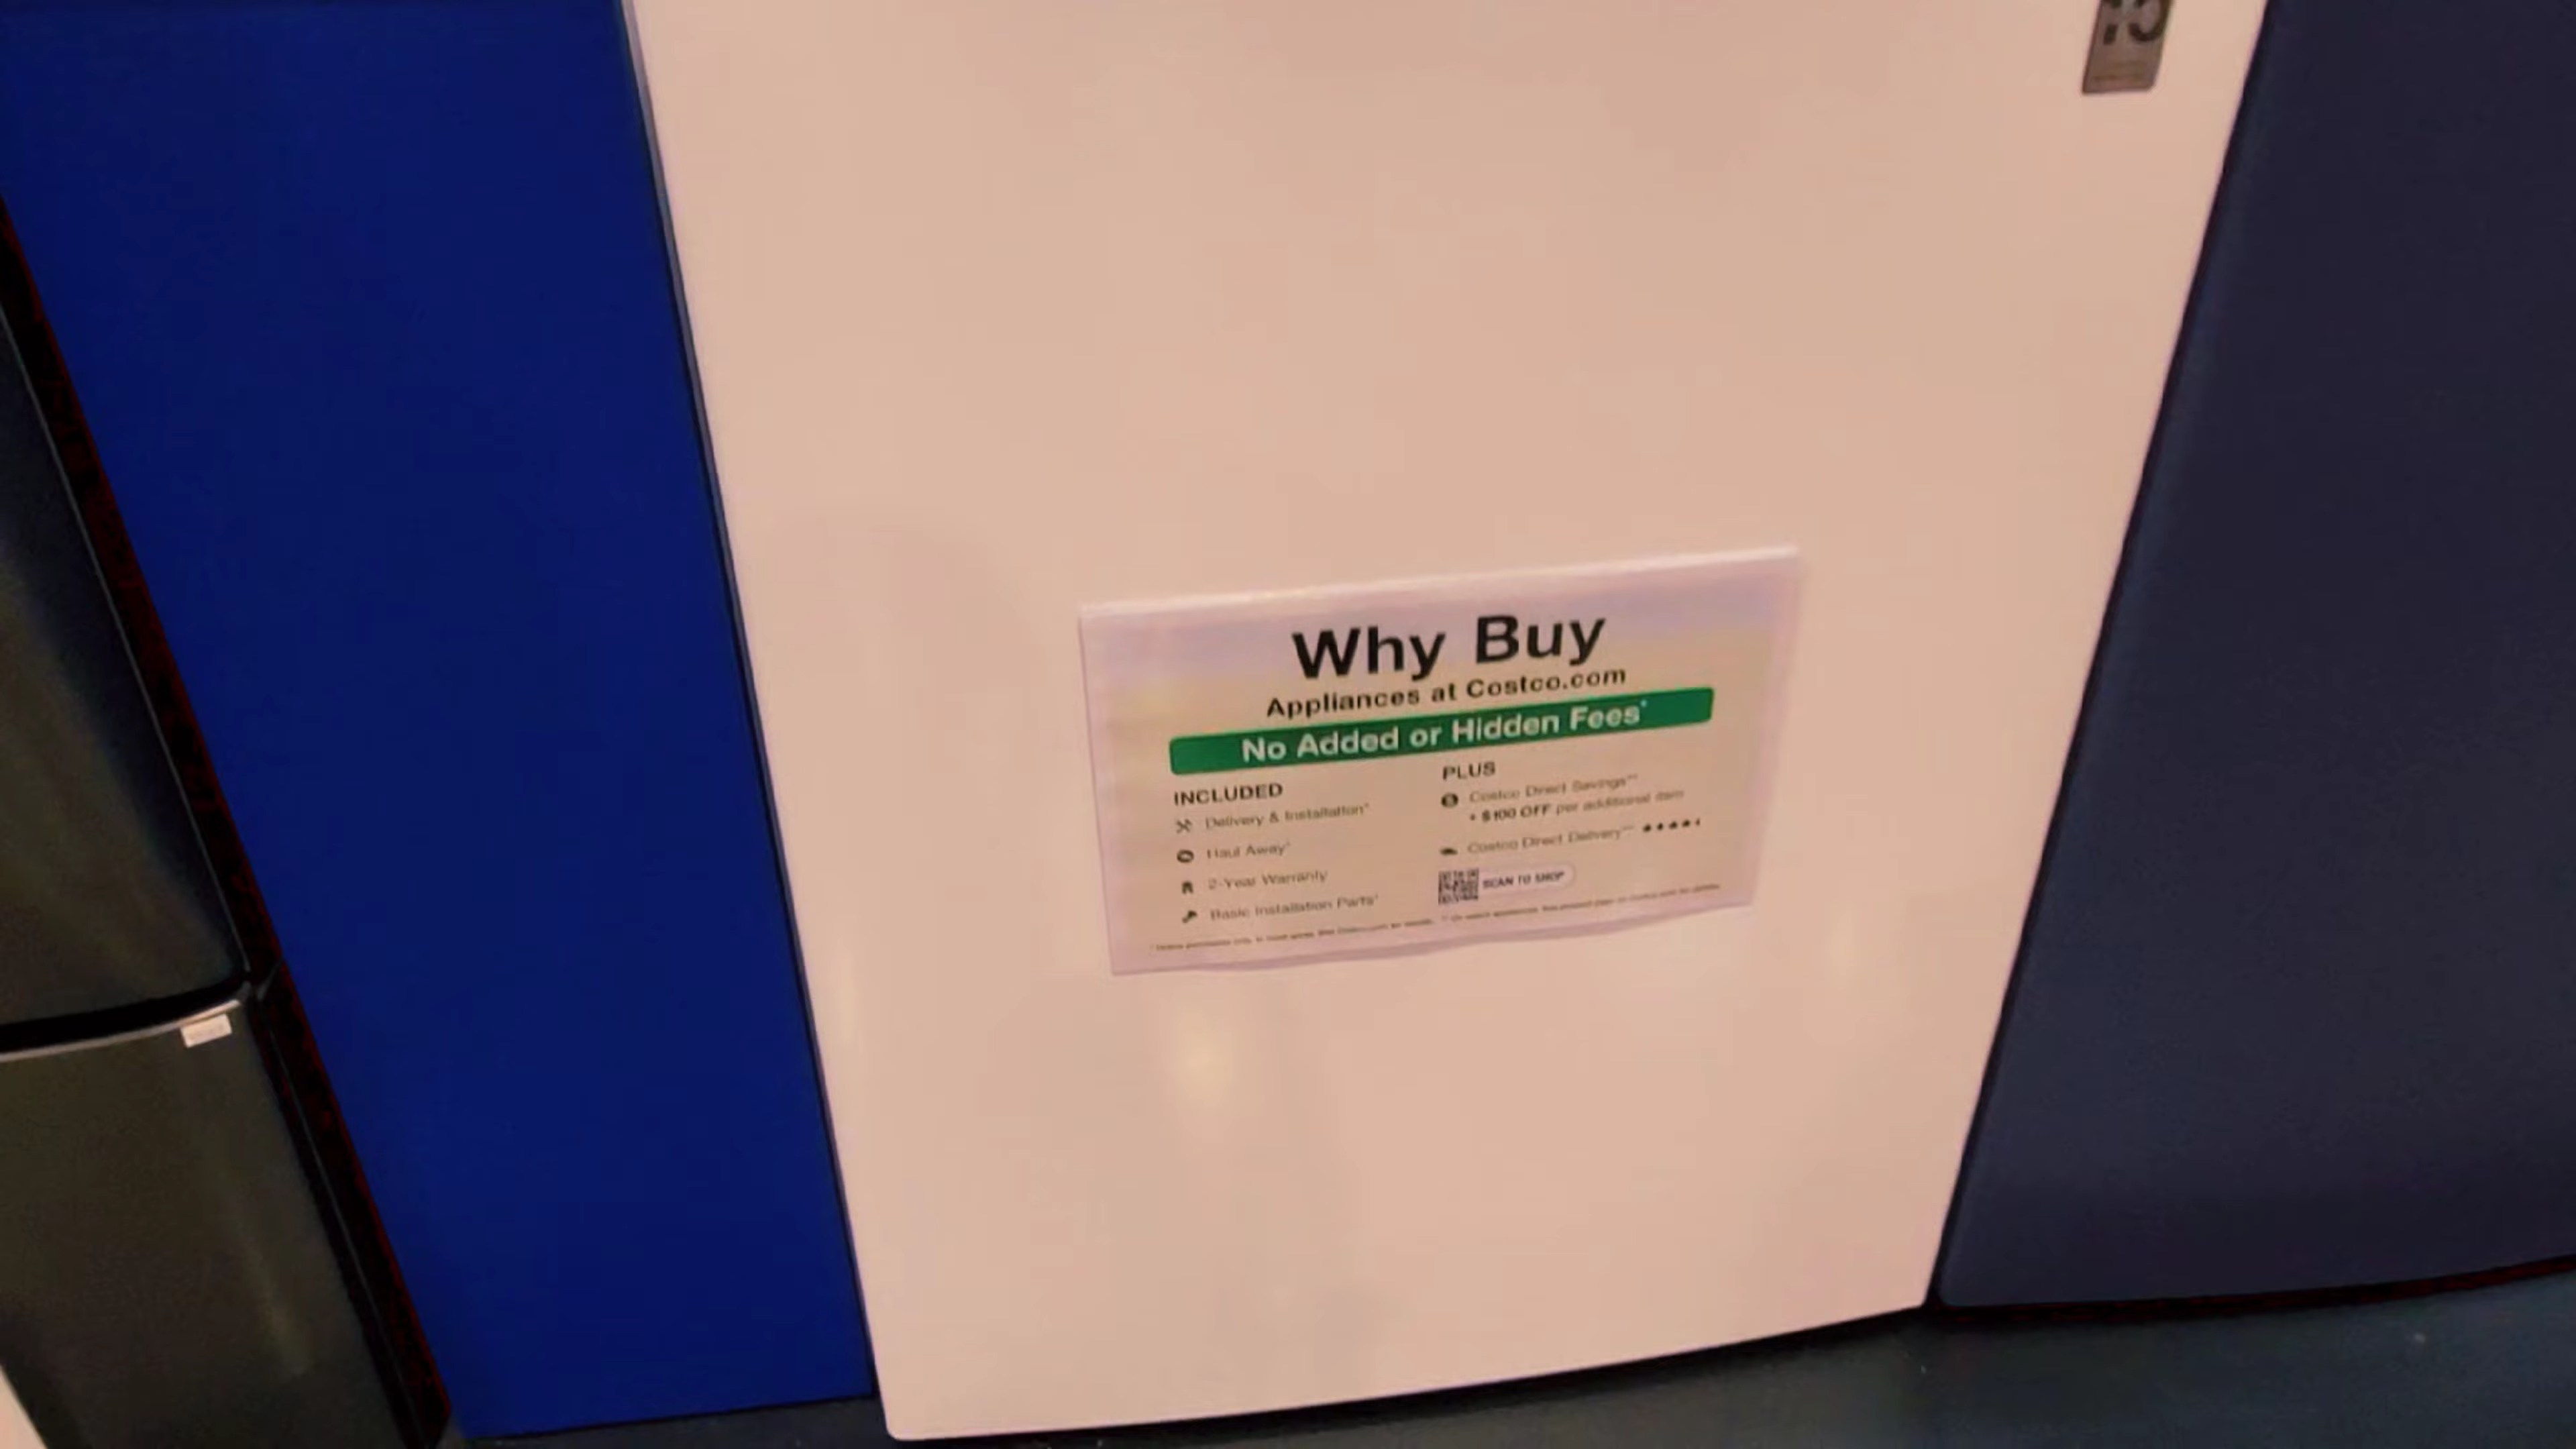 Why Buy
Appliances at Costco.com
No Added or Hidden Fees*
INCLUDED
Delivery & Installation*
Haul Away*
2-Year Warranty
Basic Installation Parts*
PLUS
Costco Direct Savings**
+ $100 OFF per additional item
Costco Direct Delivery***
SCAN TO SHOP